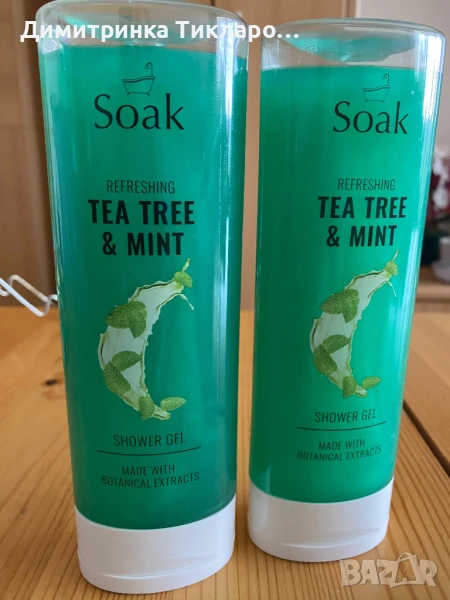 Димитринка Тикларо...
Soak
REFRESHING
TEA TREE
& MINT
SHOWER GEL
MADE WITH
BOTANICAL EXTRACTS
Soak
REFRESHING
TEA TREE
& MINT
SHOWER GEL
MADE WITH
BOTANICAL EXTRACTS
BAZAR